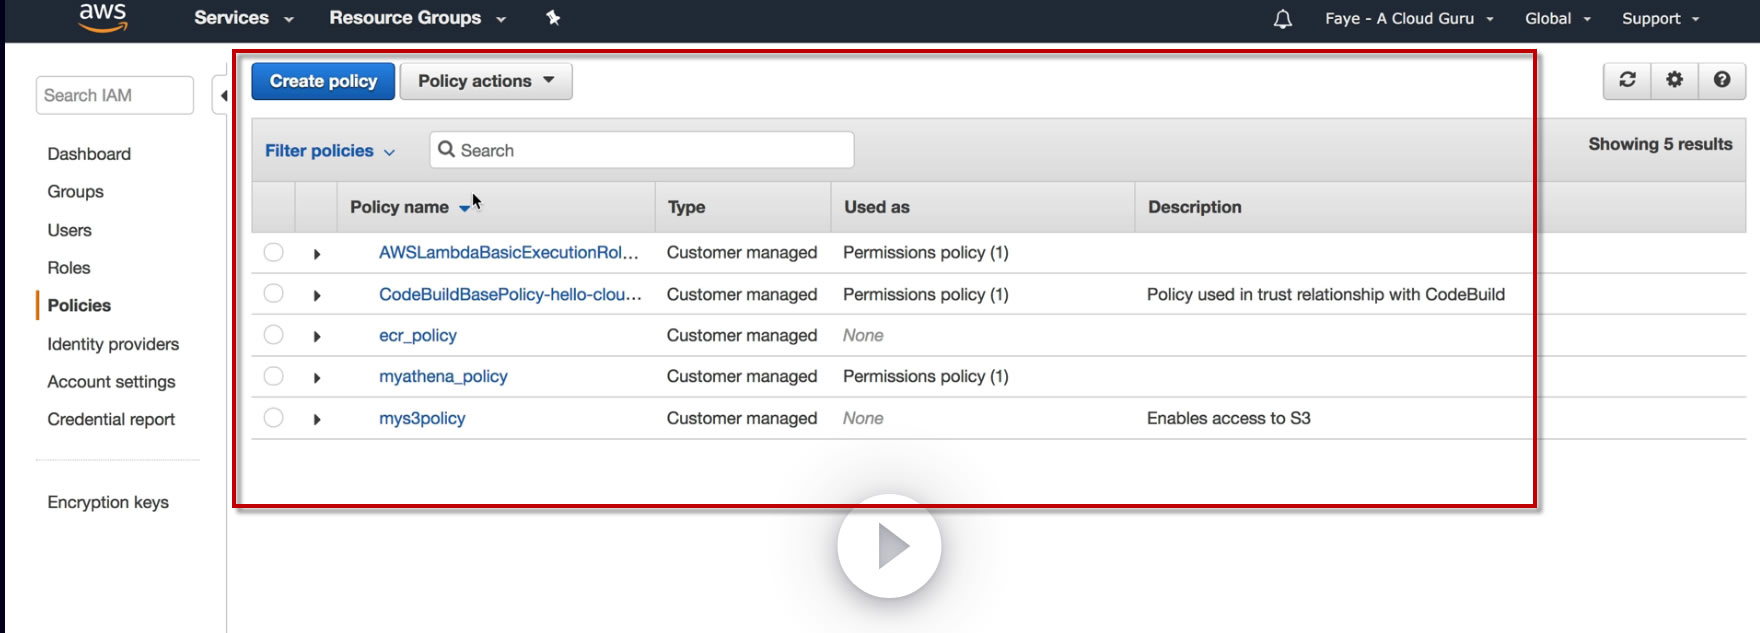 aws Services Resource Groups Faye - A Cloud Guru Global Support
Search IAM
Dashboard
Groups
Users
Roles
Policies
Identity providers
Account settings
Credential report
Encryption keys
Create policy Policy actions
Filter policies Search Showing 5 results
Policy name Type Used as Description
AWSLambdaBasicExecutionRol... Customer managed Permissions policy (1)
CodeBuildBasePolicy-hello-clou... Customer managed Permissions policy (1) Policy used in trust relationship with CodeBuild
ecr_policy Customer managed None
myathena_policy Customer managed Permissions policy (1)
mys3policy Customer managed None Enables access to S3